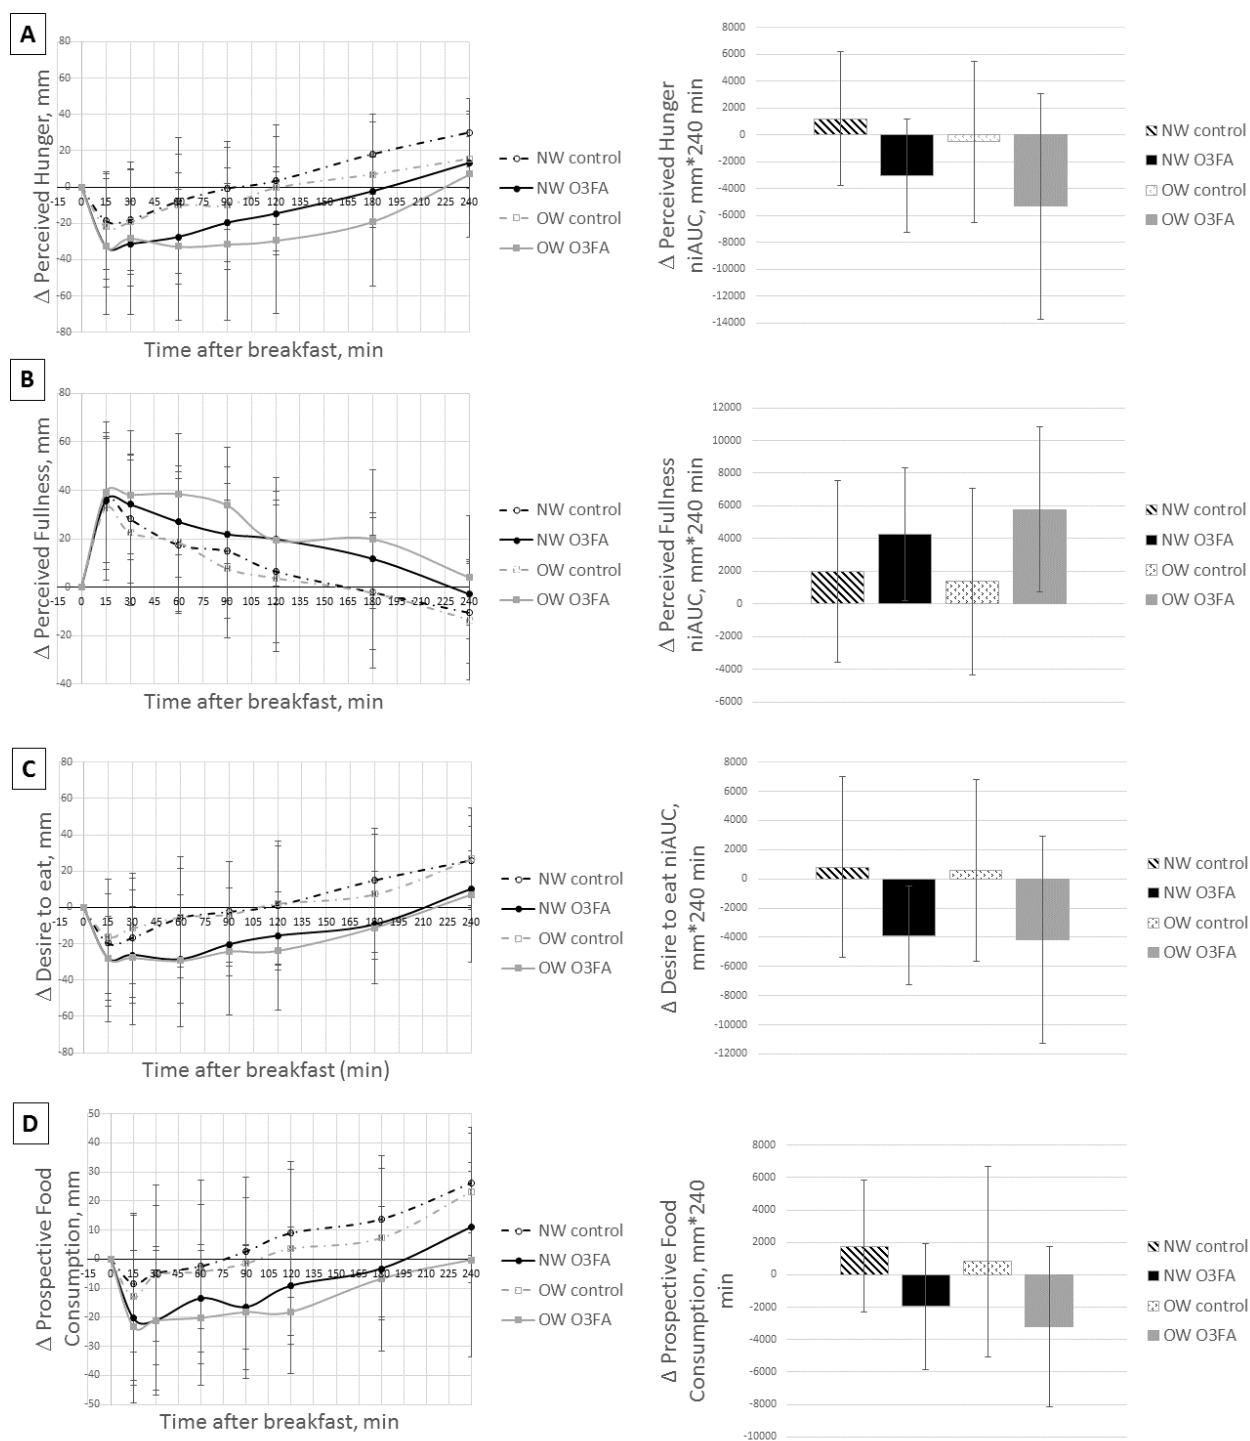 A
80
60
40
20
0
-20
-40
-60
-80
-15 0 15 30 45 60 75 90 105 120 135 150 165 180 195 210 225 240
Δ Perceived Hunger, mm
Time after breakfast, min
NW control
NW O3FA
OW control
OW O3FA
8000
6000
4000
2000
0
-2000
-4000
-6000
-8000
-10000
-12000
-14000
Δ Perceived Hunger
niAUC, mm*240 min
NW control
NW O3FA
OW control
OW O3FA
B
80
60
40
20
0
-20
-40
-15 0 15 30 45 60 75 90 105 120 135 150 165 180 195 210 225 240
Δ Perceived Fullness, mm
Time after breakfast, min
NW control
NW O3FA
OW control
OW O3FA
12000
10000
8000
6000
4000
2000
0
-2000
-4000
-6000
Δ Perceived Fullness
niAUC, mm*240 min
NW control
NW O3FA
OW control
OW O3FA
C
80
60
40
20
0
-20
-40
-60
-80
-15 0 15 30 45 60 75 90 105 120 135 150 165 180 195 210 225 240
Δ Desire to eat, mm
Time after breakfast (min)
NW control
NW O3FA
OW control
OW O3FA
8000
6000
4000
2000
0
-2000
-4000
-6000
-8000
-10000
-12000
Δ Desire to eat niAUC,
mm*240 min
NW control
NW O3FA
OW control
OW O3FA
D
50
40
30
20
10
0
-10
-20
-30
-40
-50
-15 0 15 30 45 60 75 90 105 120 135 150 165 180 195 210 225 240
Δ Prospective Food
Consumption, mm
Time after breakfast, min
NW control
NW O3FA
OW control
OW O3FA
8000
6000
4000
2000
0
-2000
-4000
-6000
-8000
-10000
Δ Prospective Food
Consumption, mm*240
min
NW control
NW O3FA
OW control
OW O3FA